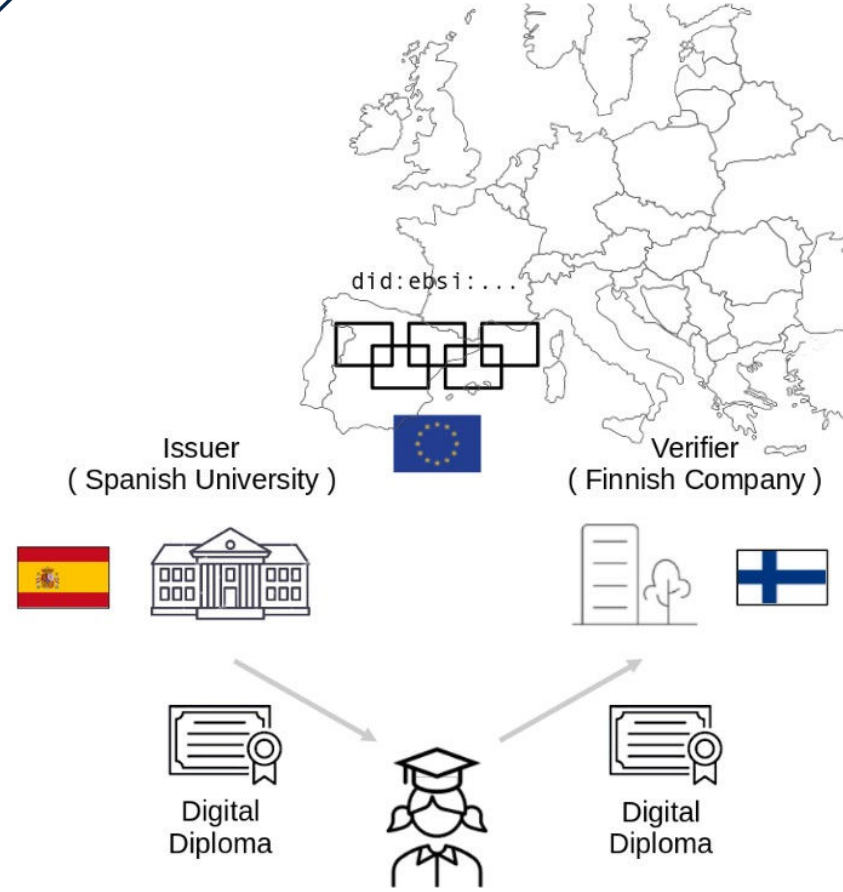 did:ebsi:...
Issuer
( Spanish University )
Verifier
( Finnish Company )
Digital
Diploma
Digital
Diploma